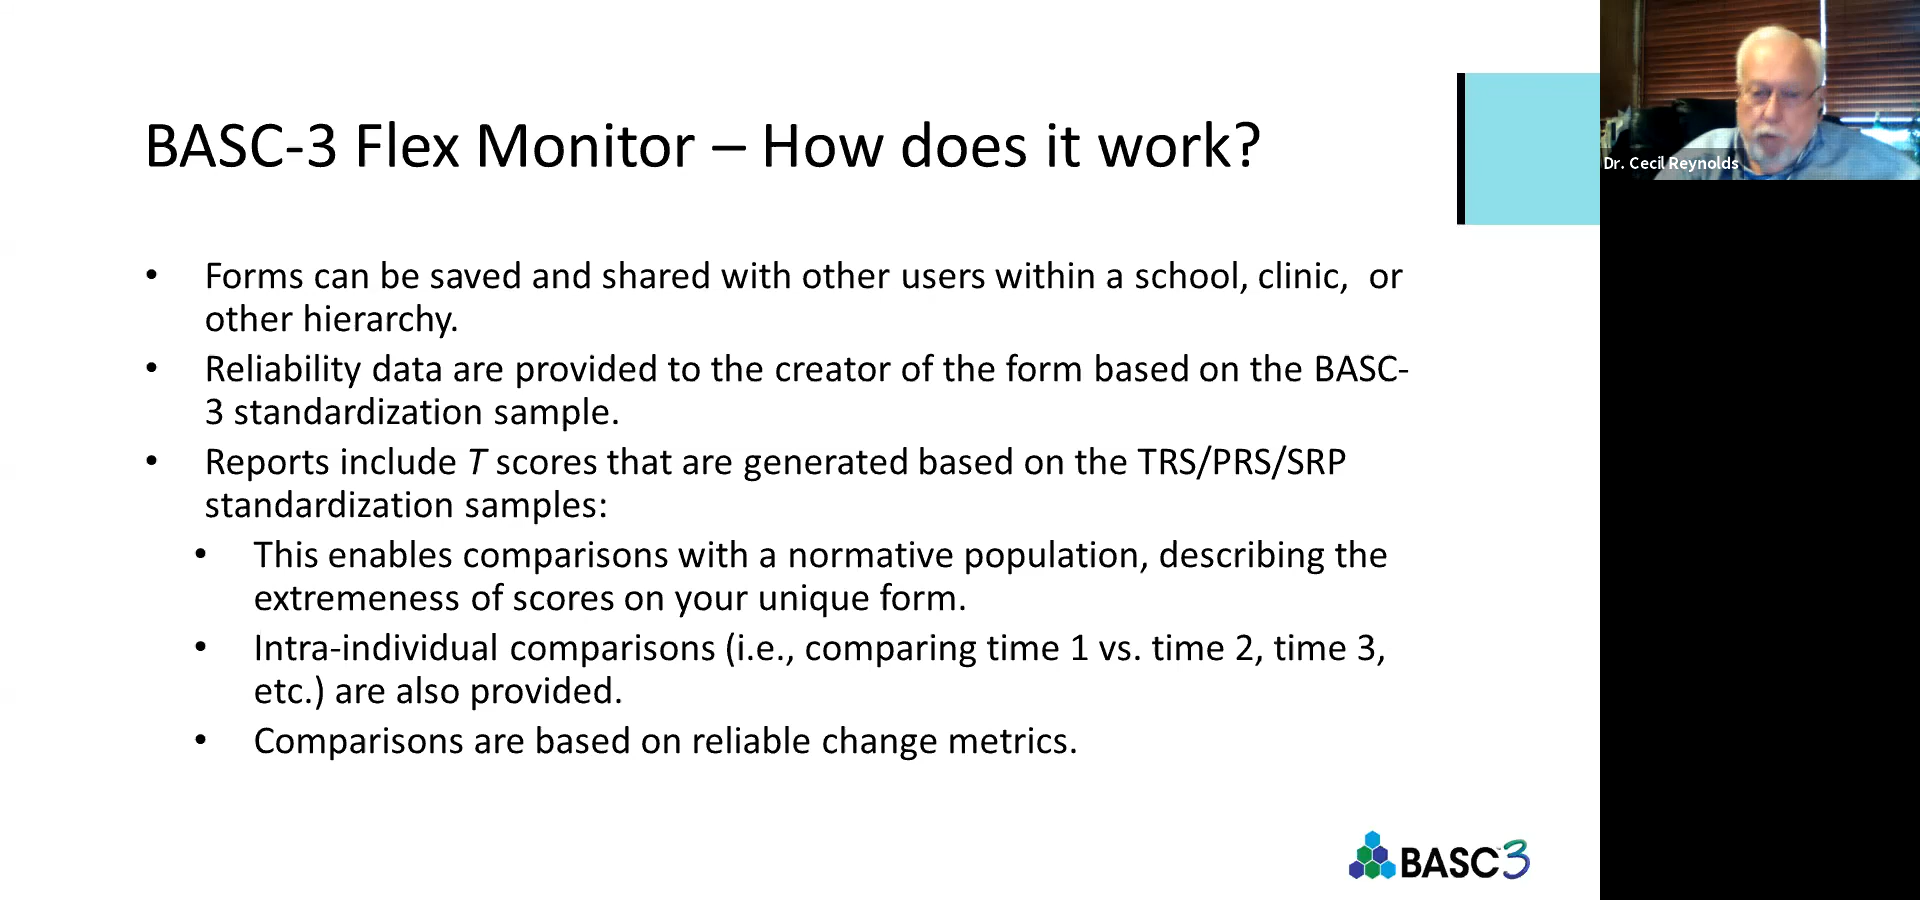 BASC-3 Flex Monitor – How does it work?
• Forms can be saved and shared with other users within a school, clinic,  or
other hierarchy.
• Reliability data are provided to the creator of the form based on the BASC-
3 standardization sample.
• Reports include T scores that are generated based on the TRS/PRS/SRP
standardization samples:
• This enables comparisons with a normative population, describing the
extremeness of scores on your unique form.
• Intra-individual comparisons (i.e., comparing time 1 vs. time 2, time 3,
etc.) are also provided.
• Comparisons are based on reliable change metrics.
BASC 3
Dr. Cecil Reynolds